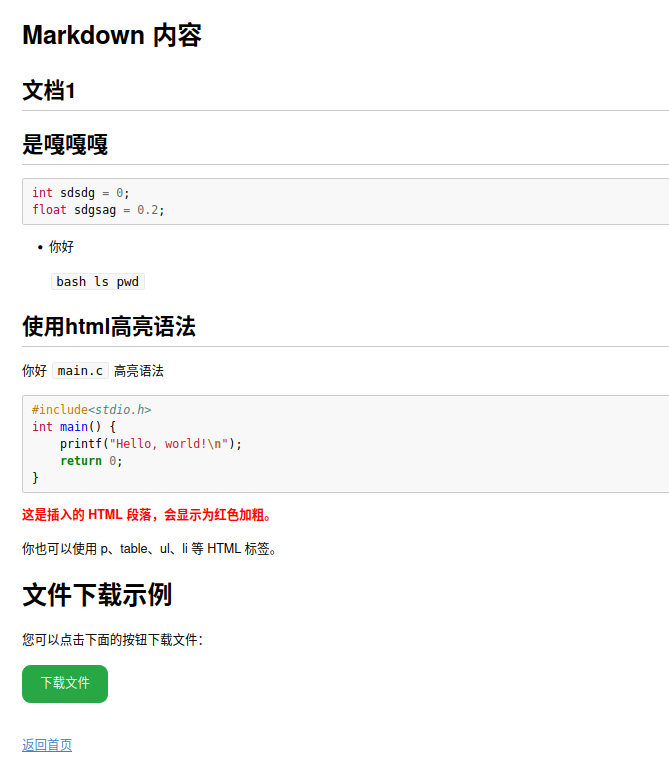 Markdown 内容
文档1
是嘎嘎嘎
int sdsdg = 0;
float sdgsag = 0.2;
• 你好
bash ls pwd
使用html高亮语法
你好 main.c 高亮语法
#include<stdio.h>
int main() {
    printf("Hello, world!\n");
    return 0;
}
这是插入的 HTML 段落，会显示为红色加粗。
你也可以使用 p、table、ul、li 等 HTML 标签。
文件下载示例
您可以点击下面的按钮下载文件：
下载文件
返回首页